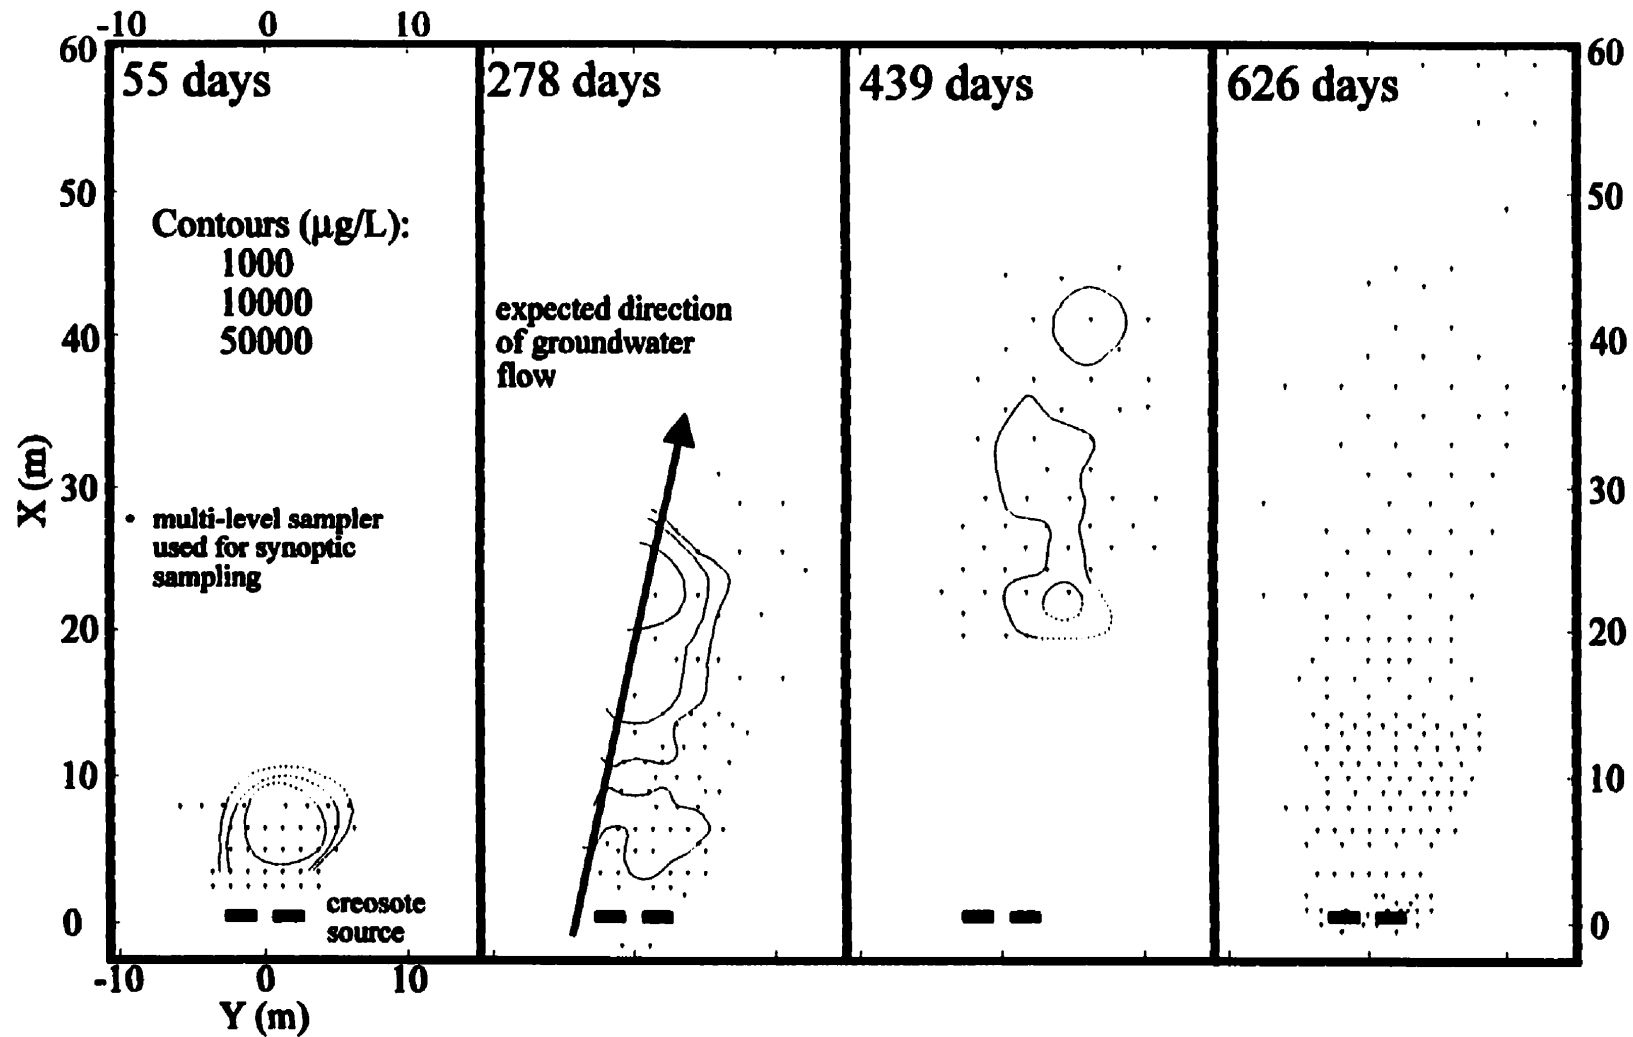 -10 0 10
60 55 days 278 days 439 days 626 days 60
50 50
Contours (µg/L):
1000
10000
50000
40 40
expected direction
of groundwater
flow
X (m)
30 30
• multi-level sampler
used for synoptic
sampling
20 20
10 10
creosote
source
0 0
-10 0 10
Y (m)